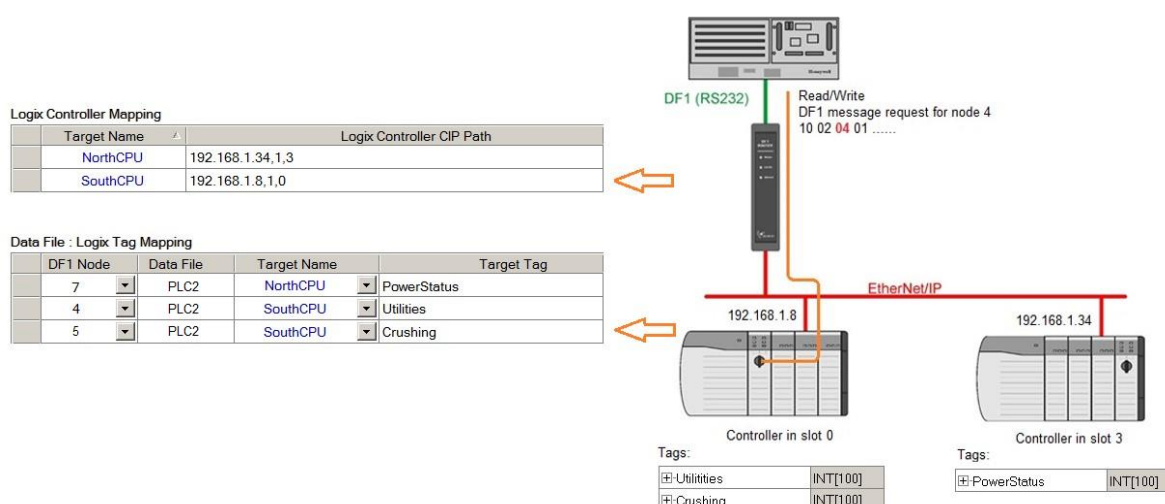 Logix Controller Mapping
Target Name Logix Controller CIP Path
NorthCPU 192.168.1.34,1,3
SouthCPU 192.168.1.8,1,0
Data File : Logix Tag Mapping
DF1 Node Data File Target Name Target Tag
7 PLC2 NorthCPU PowerStatus
4 PLC2 SouthCPU Utilities
5 PLC2 SouthCPU Crushing
Honeywell
DF1 (RS232)
Read/Write
DF1 message request for node 4
10 02 04 01 ......
EtherNet/IP
192.168.1.8
192.168.1.34
Controller in slot 0
Controller in slot 3
Tags:
Utilitities INT[100]
Crushing INT[100]
Tags:
PowerStatus INT[100]